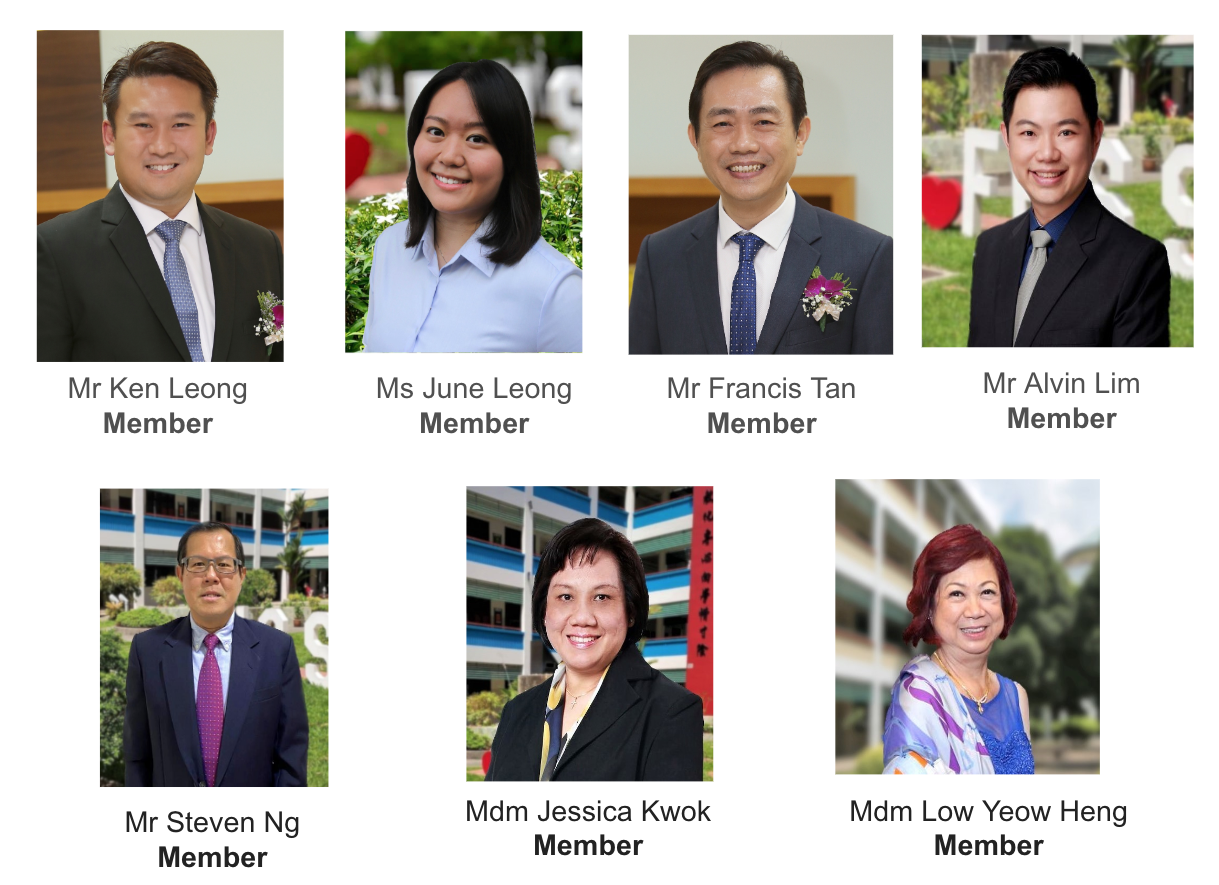 Mr Ken Leong
Member
Ms June Leong
Member
Mr Francis Tan
Member
Mr Alvin Lim
Member
Mr Steven Ng
Member
Mdm Jessica Kwok
Member
Mdm Low Yeow Heng
Member